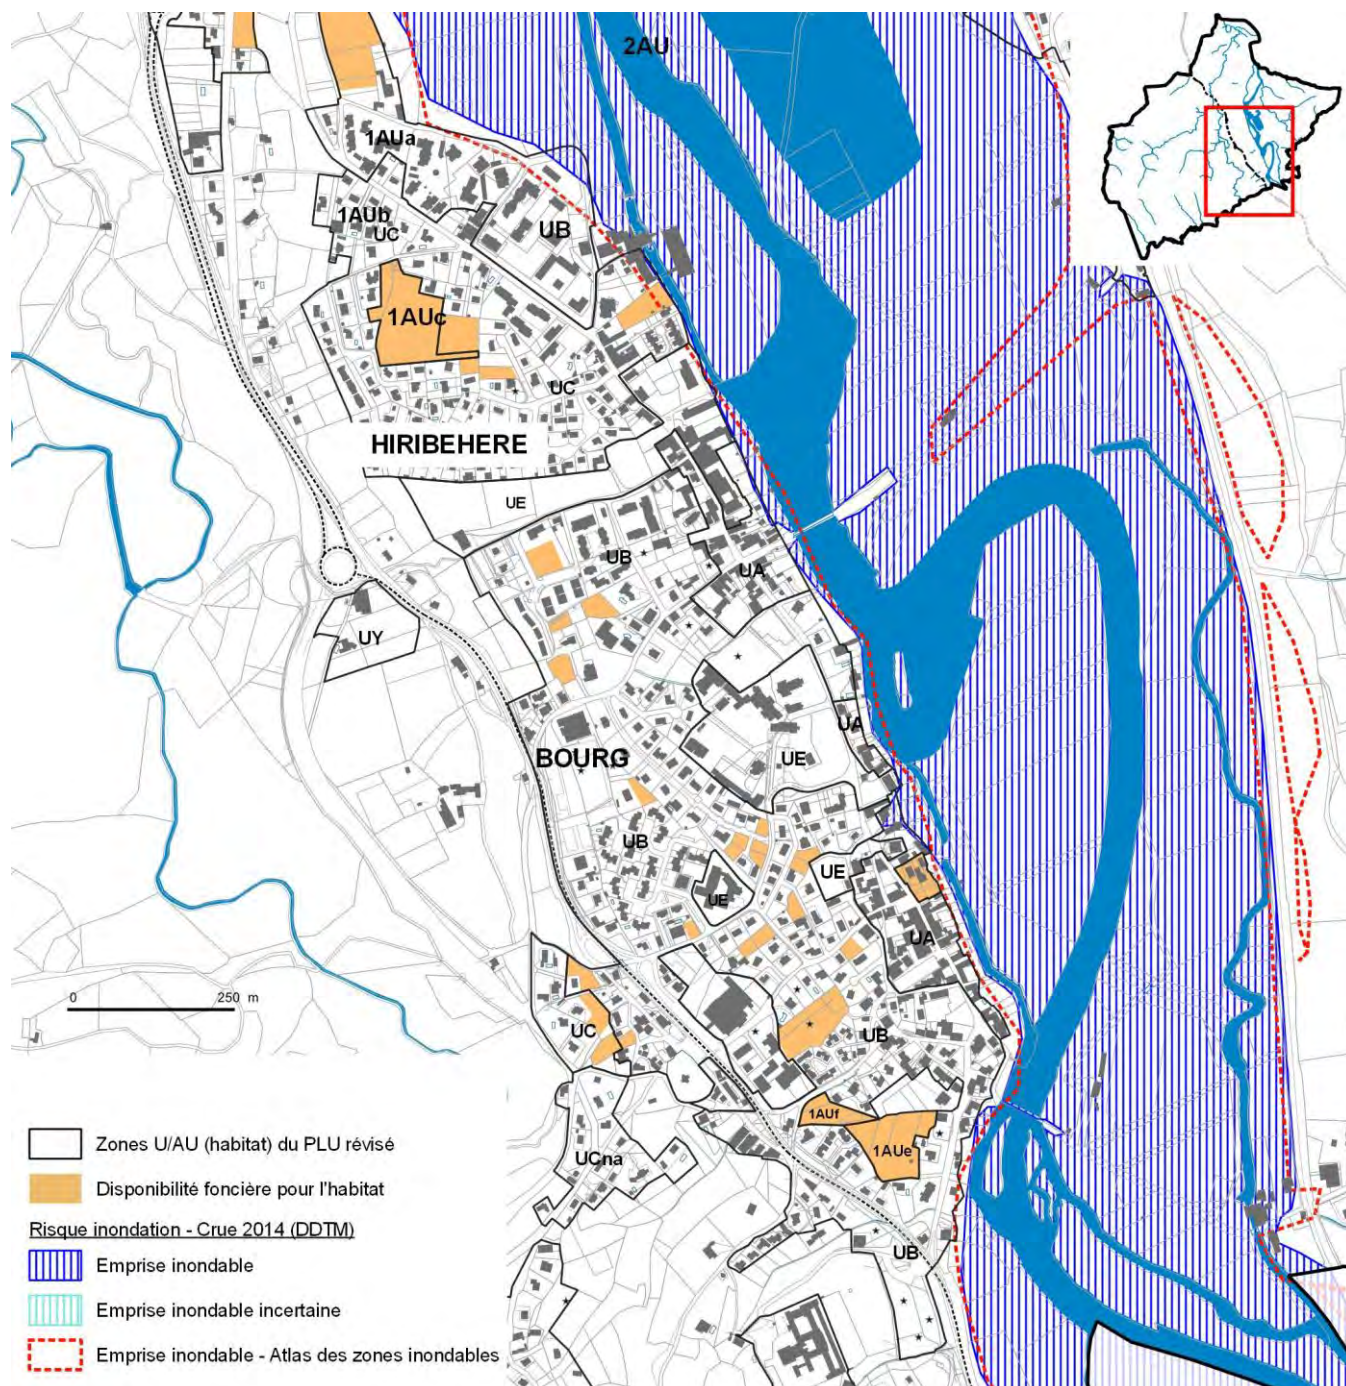 2AU
1AUa
1AUb
UC
UB
1AUc
UC
HIRIBEHERE
UE
UB
UA
UY
UA
BOURG
UE
UB
UE
UE
UA
UC
UB
1AUf
1AUe
UCna
UB
0 250 m
Zones U/AU (habitat) du PLU révisé
Disponibilité foncière pour l'habitat
Risque inondation - Crue 2014 (DDTM)
Emprise inondable
Emprise inondable incertaine
Emprise inondable - Atlas des zones inondables